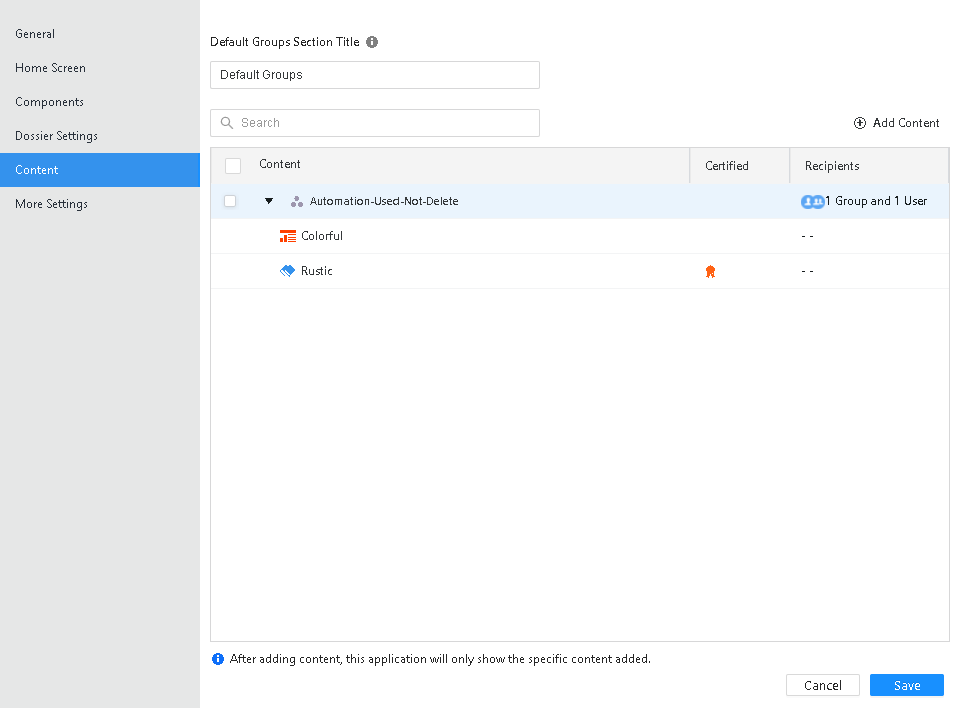 General
Home Screen
Components
Dossier Settings
Content
More Settings
Default Groups Section Title
Default Groups
Search
Add Content
Content Certified Recipients
Automation-Used-Not-Delete 1 Group and 1 User
Colorful - -
Rustic - -
After adding content, this application will only show the specific content added.
Cancel Save